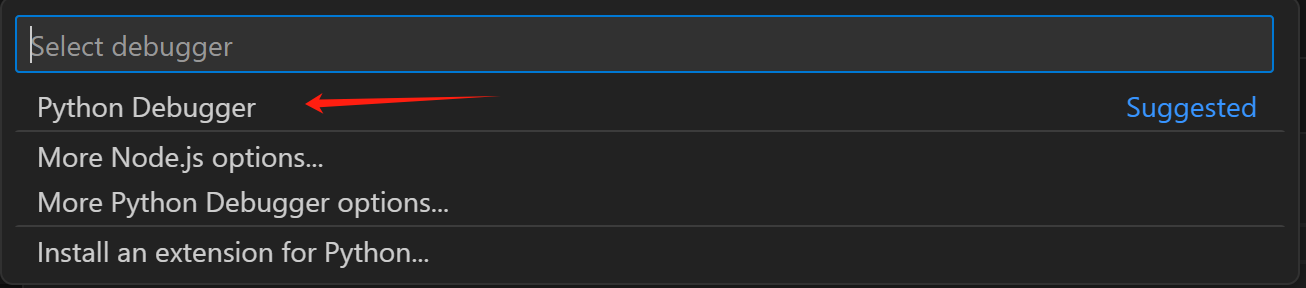 Select debugger
Python Debugger Suggested
More Node.js options...
More Python Debugger options...
Install an extension for Python...